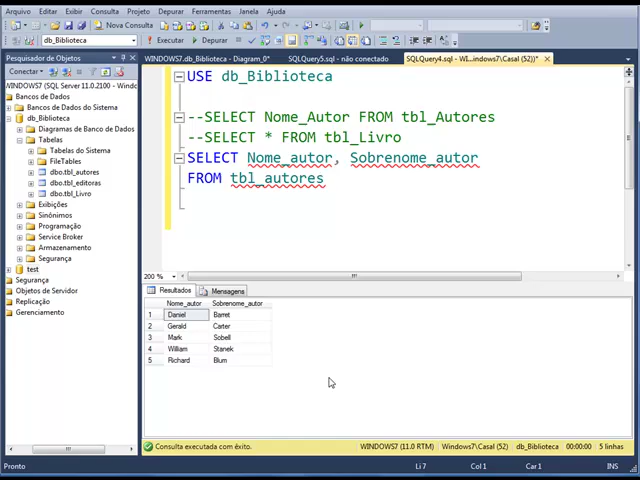 Arquivo Editar Exibir Consulta Projeto Depurar Ferramentas Janela Ajuda
Nova Consulta
db_Biblioteca Executar Depurar
Pesquisador de Objetos
Conectar
WINDOWS7 (SQL Server 11.0.2100 - Windo
Bancos de Dados
Bancos de Dados do Sistema
db_Biblioteca
Diagramas de Banco de Dados
Tabelas
Tabelas do Sistema
FileTables
dbo.tbl_autores
dbo.tbl_editoras
dbo.tbl_Livro
Exibições
Sinônimos
Programação
Service Broker
Armazenamento
Segurança
test
Segurança
Objetos de Servidor
Replicação
Gerenciamento
WINDOWS7.db_Biblioteca - Diagram_0* SQLQuery5.sql - não conectado SQLQuery4.sql - WI...indows7\Casal (52))*
USE db_Biblioteca
--SELECT Nome_Autor FROM tbl_Autores
--SELECT * FROM tbl_Livro
SELECT Nome_autor, Sobrenome_autor
FROM tbl_autores
200 %
Resultados Mensagens
Nome_autor Sobrenome_autor
1 Daniel Barret
2 Gerald Carter
3 Mark Sobell
4 William Stanek
5 Richard Blum
Consulta executada com êxito. WINDOWS7 (11.0 RTM) Windows7\Casal (52) db_Biblioteca 00:00:00 5 linhas
Pronto Li 7 Col 1 Car 1 INS